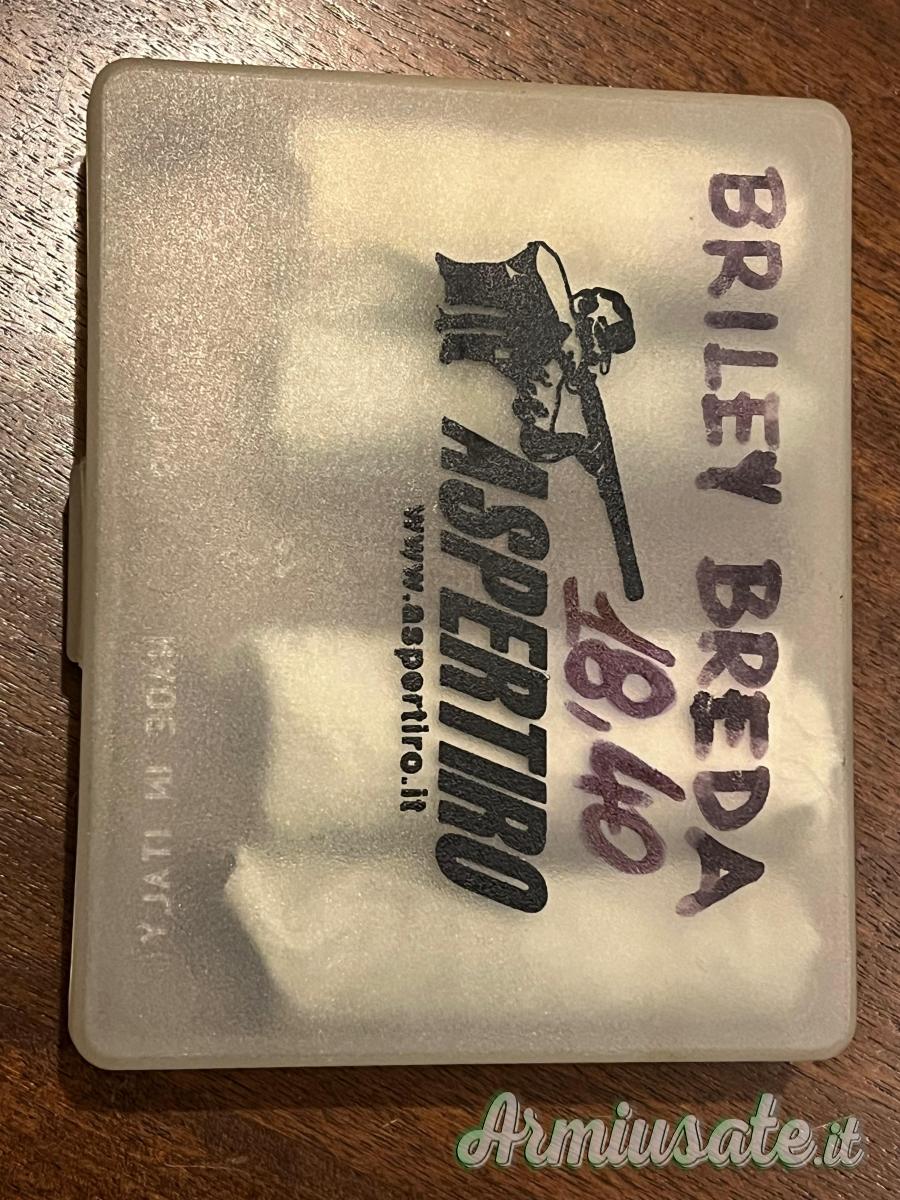 BRILEY BREDA
18,40
ASPERTIRO
www.aspertiro.it
MADE IN ITALY
Armiusate.it